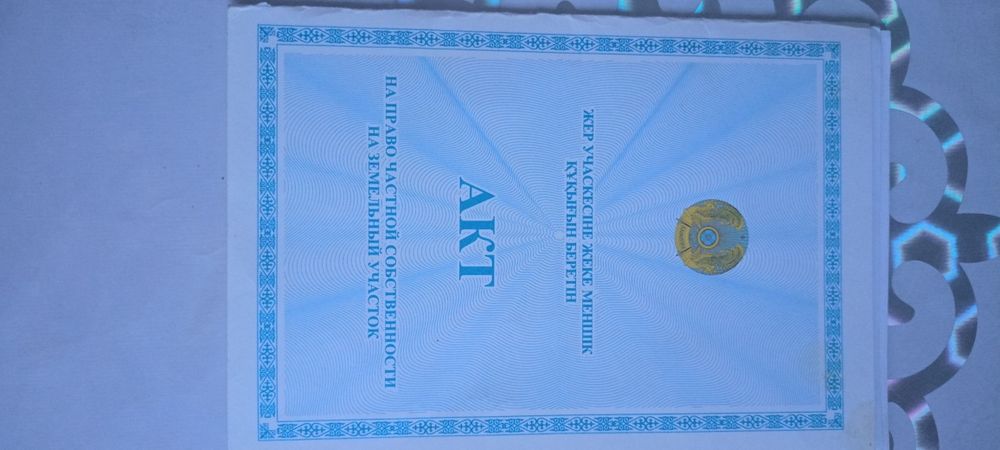 ЖЕР УЧАСКЕСІНЕ ЖЕКЕ МЕНШІК
ҚҰҚЫҒЫН БЕРЕТІН
АКТ
НА ПРАВО ЧАСТНОЙ СОБСТВЕННОСТИ
НА ЗЕМЕЛЬНЫЙ УЧАСТОК